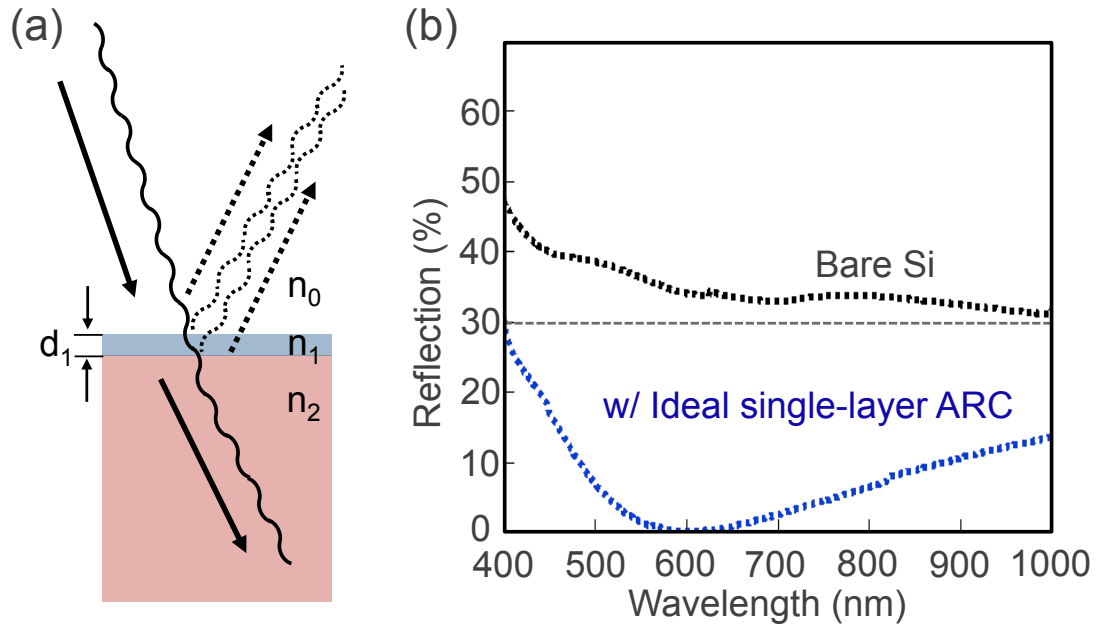 (a)
n0
d1
n1
n2
(b)
Reflection (%)
60
50
40
30
20
10
0
Bare Si
w/ Ideal single-layer ARC
400 500 600 700 800 900 1000
Wavelength (nm)